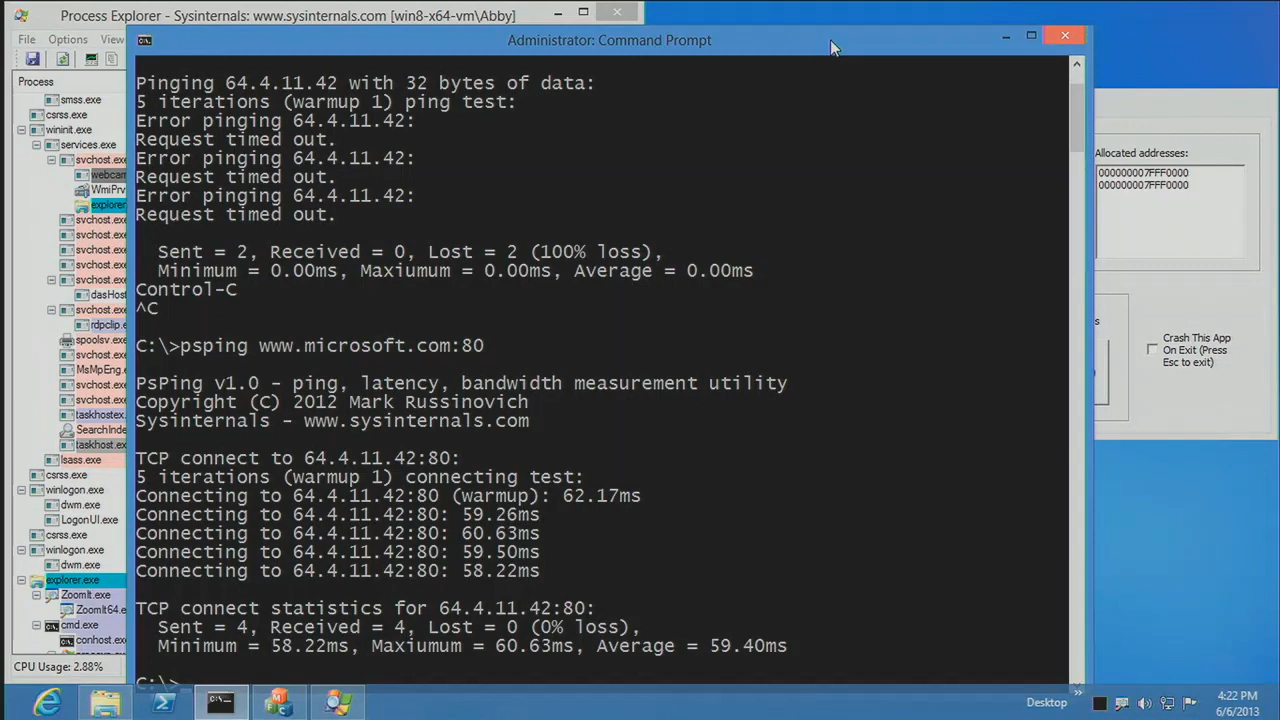 Process Explorer - Sysinternals: www.sysinternals.com [win8-x64-vm\Abby]
File Options View
Administrator: Command Prompt
Process
smss.exe
csrss.exe
wininit.exe
services.exe
svchost.exe
webcam
WmiPrv
explorer
svchost.exe
svchost.exe
svchost.exe
svchost.exe
svchost.exe
dasHost
svchost.exe
rdpclip.e
spoolsv.exe
svchost.exe
MsMpEng.
svchost.exe
svchost.exe
taskhostex.
SearchInde
taskhost.ex
lsass.exe
csrss.exe
winlogon.exe
dwm.exe
LogonUI.exe
csrss.exe
winlogon.exe
dwm.exe
explorer.exe
ZoomIt.exe
ZoomIt64.e
cmd.exe
conhost.ex
CPU Usage: 2.88%
Pinging 64.4.11.42 with 32 bytes of data:
5 iterations (warmup 1) ping test:
Error pinging 64.4.11.42:
Request timed out.
Error pinging 64.4.11.42:
Request timed out.
Error pinging 64.4.11.42:
Request timed out.
Sent = 2, Received = 0, Lost = 2 (100% loss),
Minimum = 0.00ms, Maxiumum = 0.00ms, Average = 0.00ms
Control-C
^C
C:\>psping www.microsoft.com:80
PsPing v1.0 - ping, latency, bandwidth measurement utility
Copyright (C) 2012 Mark Russinovich
Sysinternals - www.sysinternals.com
TCP connect to 64.4.11.42:80:
5 iterations (warmup 1) connecting test:
Connecting to 64.4.11.42:80 (warmup): 62.17ms
Connecting to 64.4.11.42:80: 59.26ms
Connecting to 64.4.11.42:80: 60.63ms
Connecting to 64.4.11.42:80: 59.50ms
Connecting to 64.4.11.42:80: 58.22ms
TCP connect statistics for 64.4.11.42:80:
Sent = 4, Received = 4, Lost = 0 (0% loss),
Minimum = 58.22ms, Maxiumum = 60.63ms, Average = 59.40ms
C:\>
Allocated addresses:
000000007FFF0000
000000007FFF0000
s
Crash This App
On Exit (Press
Esc to exit)
Desktop
4:22 PM
6/6/2013